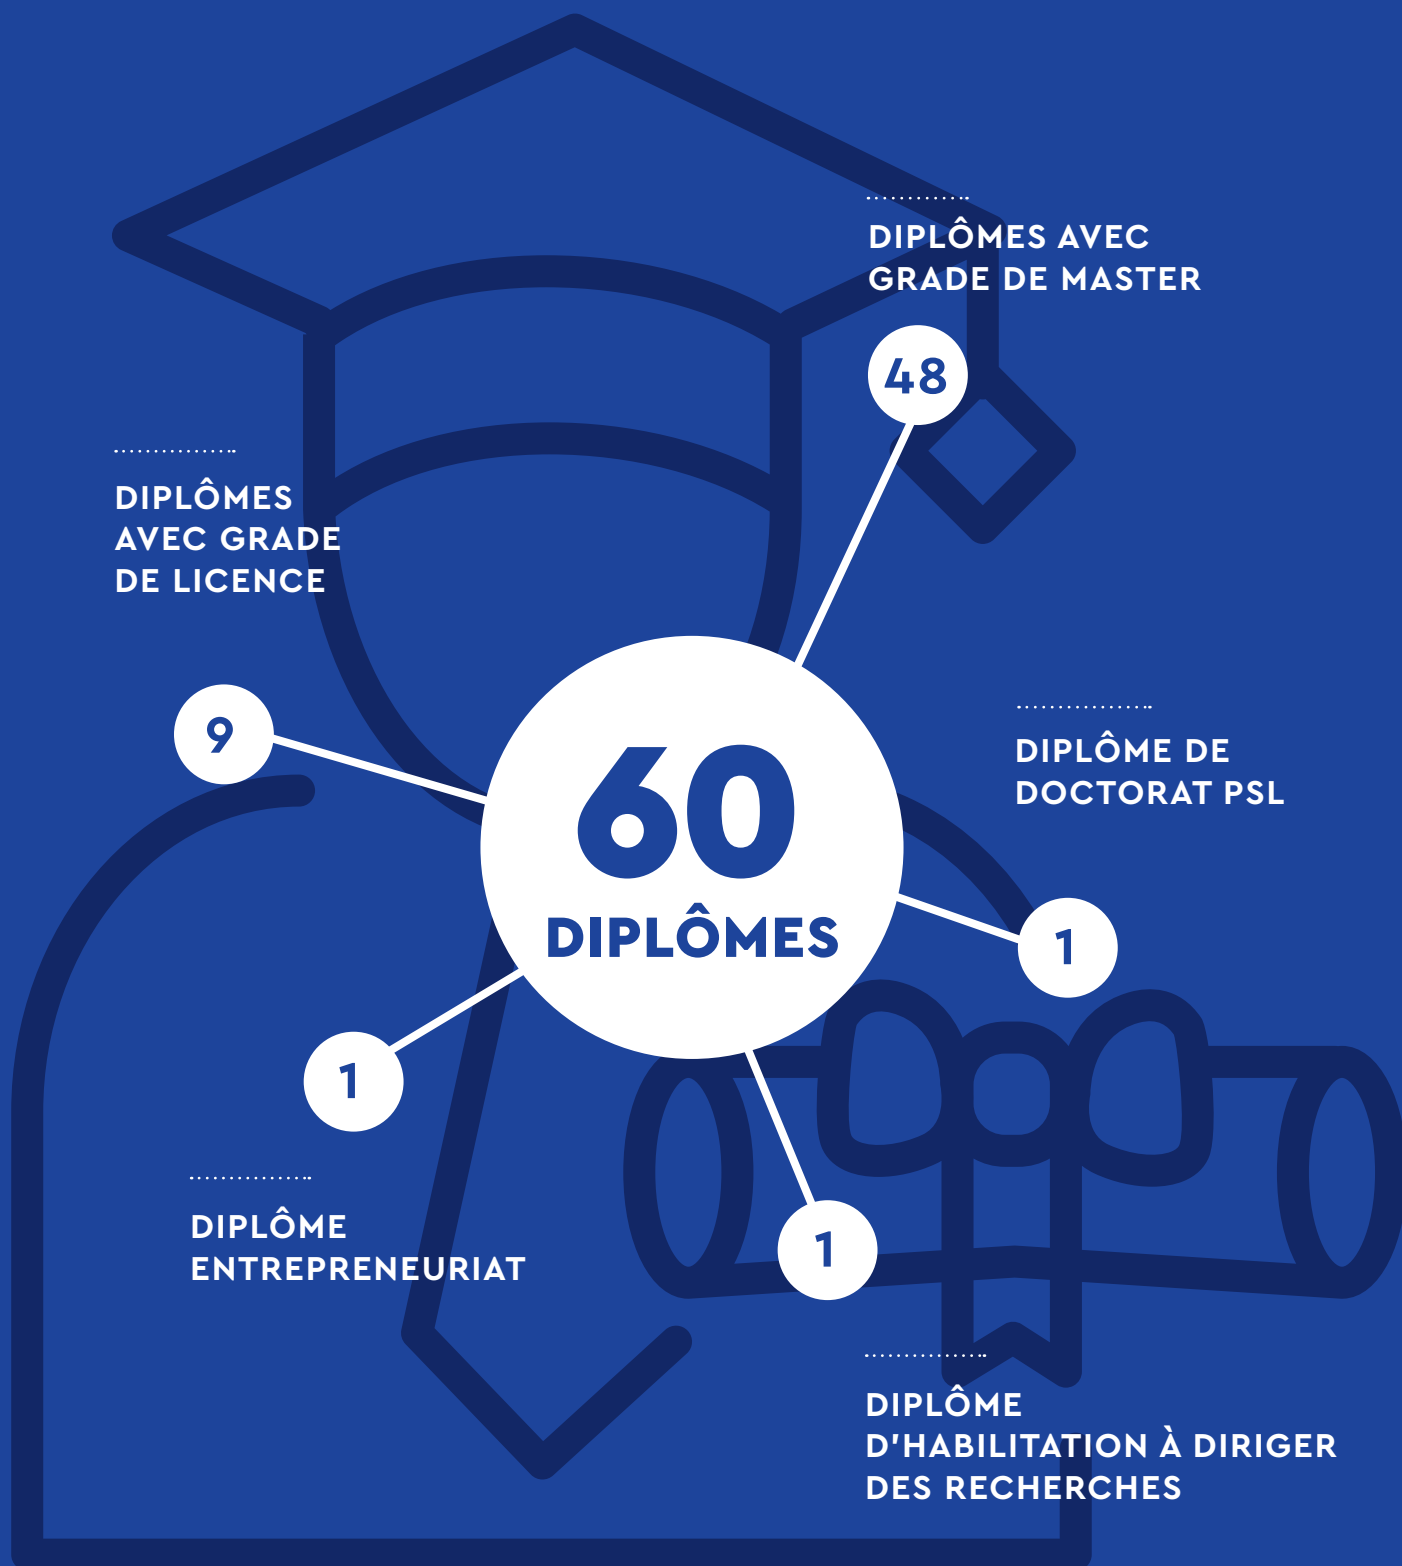 DIPLÔMES AVEC
GRADE DE MASTER
48
DIPLÔMES
AVEC GRADE
DE LICENCE
9
60
DIPLÔMES
DIPLÔME DE
DOCTORAT PSL
1
1
DIPLÔME
ENTREPRENEURIAT
1
DIPLÔME
D'HABILITATION À DIRIGER
DES RECHERCHES